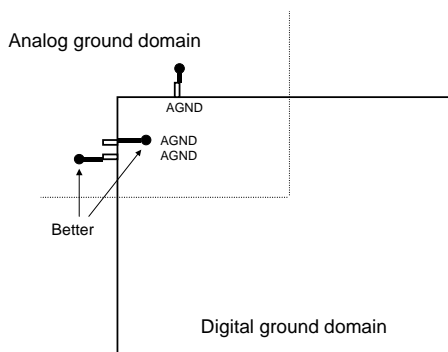 Analog ground domain
AGND
AGND
AGND
Better
Digital ground domain